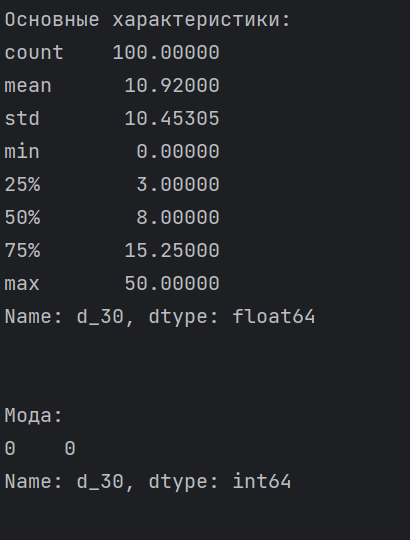 Основные характеристики:
count    100.00000
mean      10.92000
std       10.45305
min        0.00000
25%        3.00000
50%        8.00000
75%       15.25000
max       50.00000
Name: d_30, dtype: float64
Мода:
0    0
Name: d_30, dtype: int64